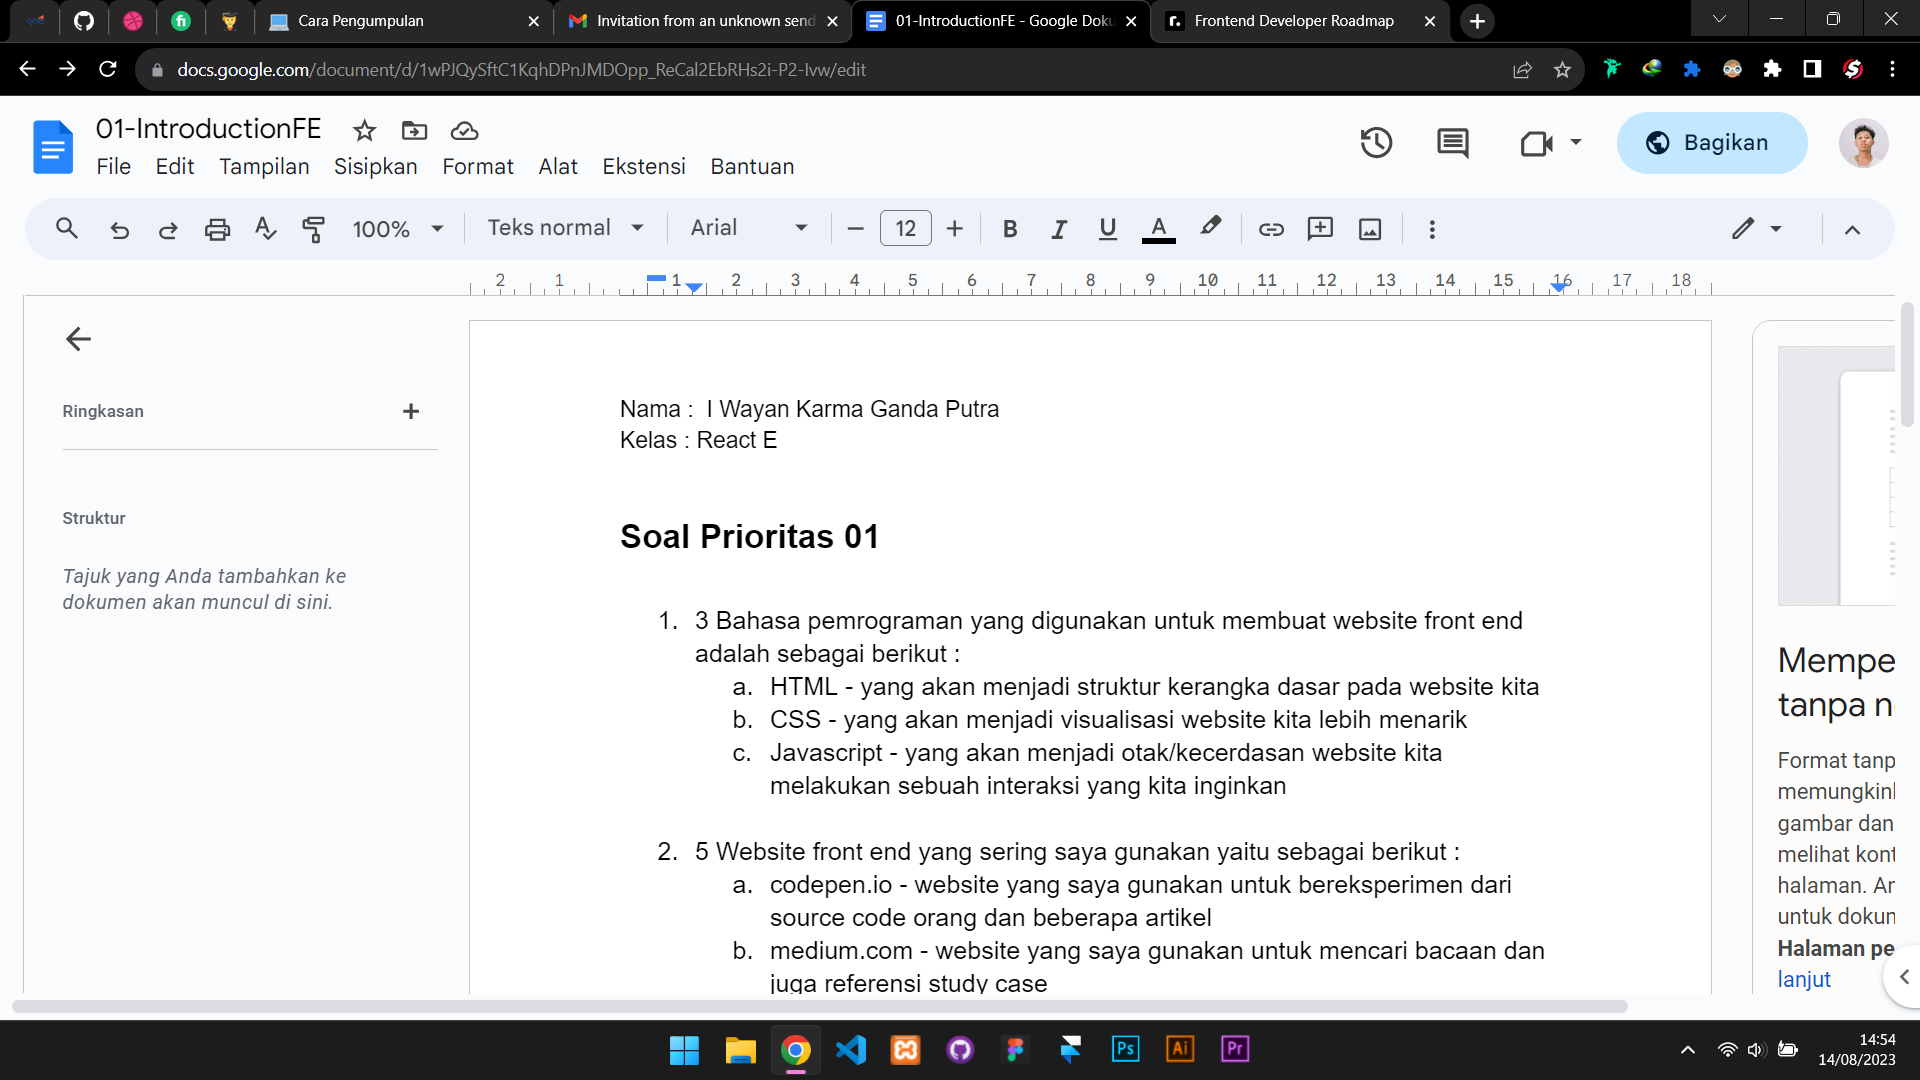 Cara Pengumpulan
Invitation from an unknown send
01-IntroductionFE - Google Doku
Frontend Developer Roadmap
docs.google.com/document/d/1wPJQySftC1KqhDPnJMDOpp_ReCal2EbRHs2i-P2-Ivw/edit
01-IntroductionFE
File Edit Tampilan Sisipkan Format Alat Ekstensi Bantuan
Bagikan
100% Teks normal Arial 12 B I U A
2 1 1 2 3 4 5 6 7 8 9 10 11 12 13 14 15 16 17 18
Ringkasan
Struktur
Tajuk yang Anda tambahkan ke
dokumen akan muncul di sini.
Nama : I Wayan Karma Ganda Putra
Kelas : React E
Soal Prioritas 01
1. 3 Bahasa pemrograman yang digunakan untuk membuat website front end
adalah sebagai berikut :
a. HTML - yang akan menjadi struktur kerangka dasar pada website kita
b. CSS - yang akan menjadi visualisasi website kita lebih menarik
c. Javascript - yang akan menjadi otak/kecerdasan website kita
melakukan sebuah interaksi yang kita inginkan
2. 5 Website front end yang sering saya gunakan yaitu sebagai berikut :
a. codepen.io - website yang saya gunakan untuk bereksperimen dari
source code orang dan beberapa artikel
b. medium.com - website yang saya gunakan untuk mencari bacaan dan
juga referensi study case
Mempe
tanpa n
Format tanp
memungkinl
gambar dan
melihat kont
halaman. Ar
untuk dokun
Halaman pe
lanjut
Ps Ai Pr
14:54
14/08/2023